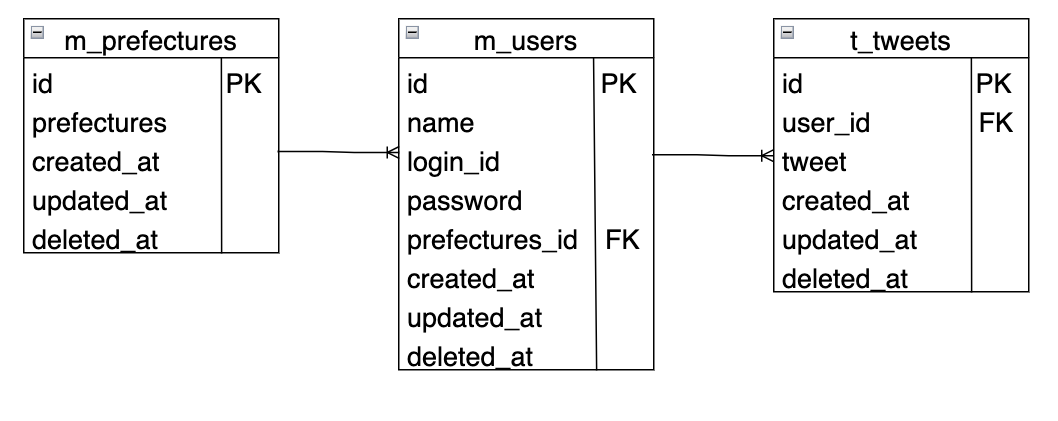 m_prefectures
id PK
prefectures
created_at
updated_at
deleted_at
m_users
id PK
name
login_id
password
prefectures_id FK
created_at
updated_at
deleted_at
t_tweets
id PK
user_id FK
tweet
created_at
updated_at
deleted_at